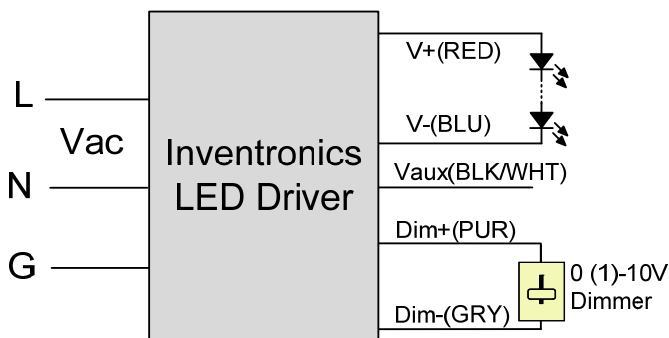 V+(RED)
L
Vac
V-(BLU)
Inventronics
LED Driver
Vaux(BLK/WHT)
N
Dim+(PUR)
G
0 (1)-10V
Dimmer
Dim-(GRY)